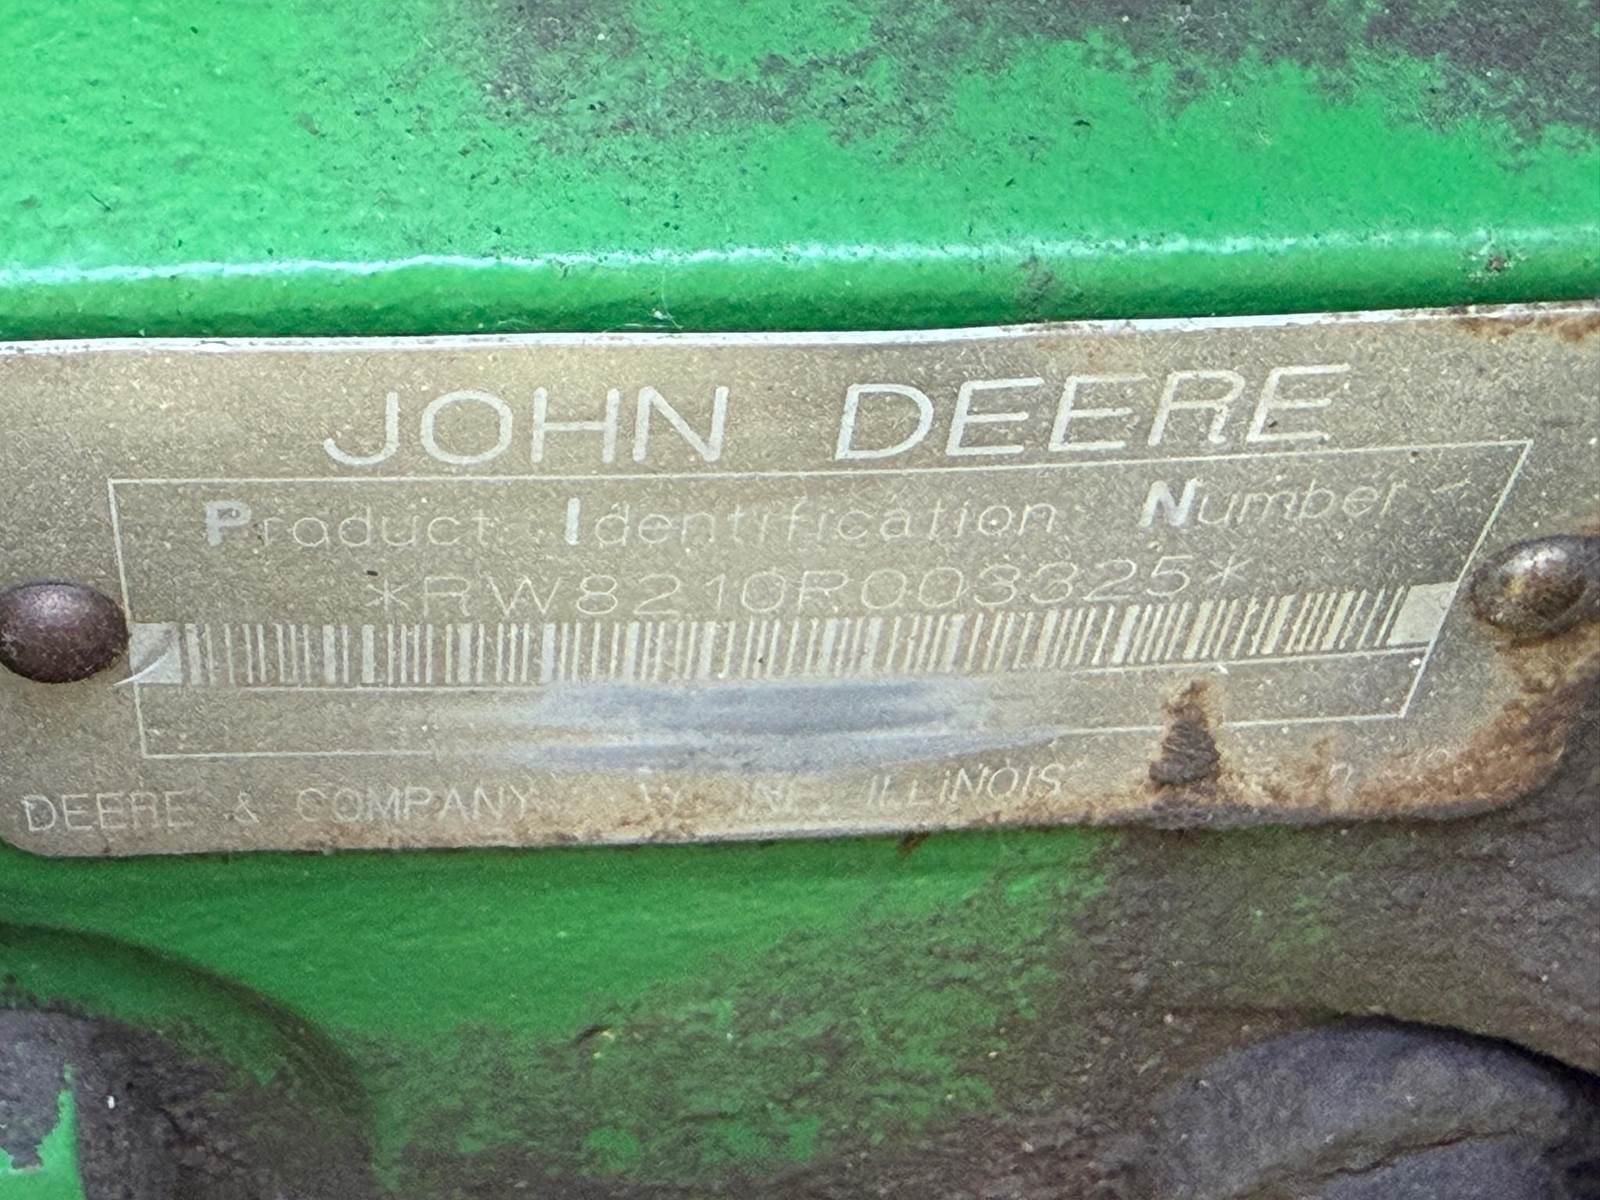 JOHN DEERE
Product Identification Number
*RW8210R003325*
DEERE & COMPANY ILLINOIS